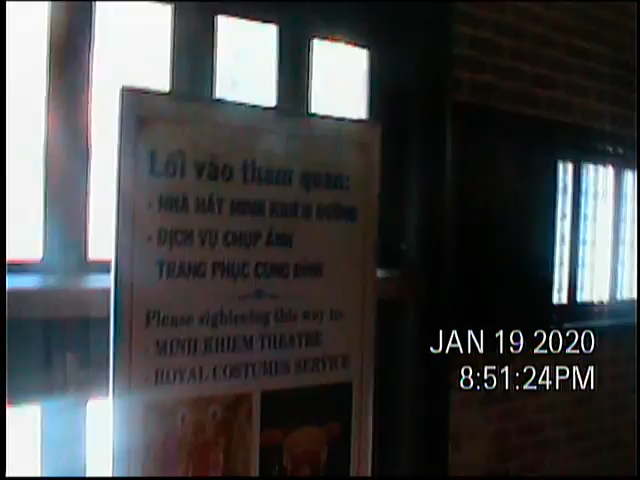 Lối vào tham quan:
- NHÀ HÁT MINH KHIÊM ĐƯỜNG
- DỊCH VỤ CHỤP ẢNH
TRANG PHỤC CUNG ĐÌNH
Please sightseeing this way to:
- MINH KHIEM THEATRE
- ROYAL COSTUMES SERVICE
JAN 19 2020
8:51:24PM